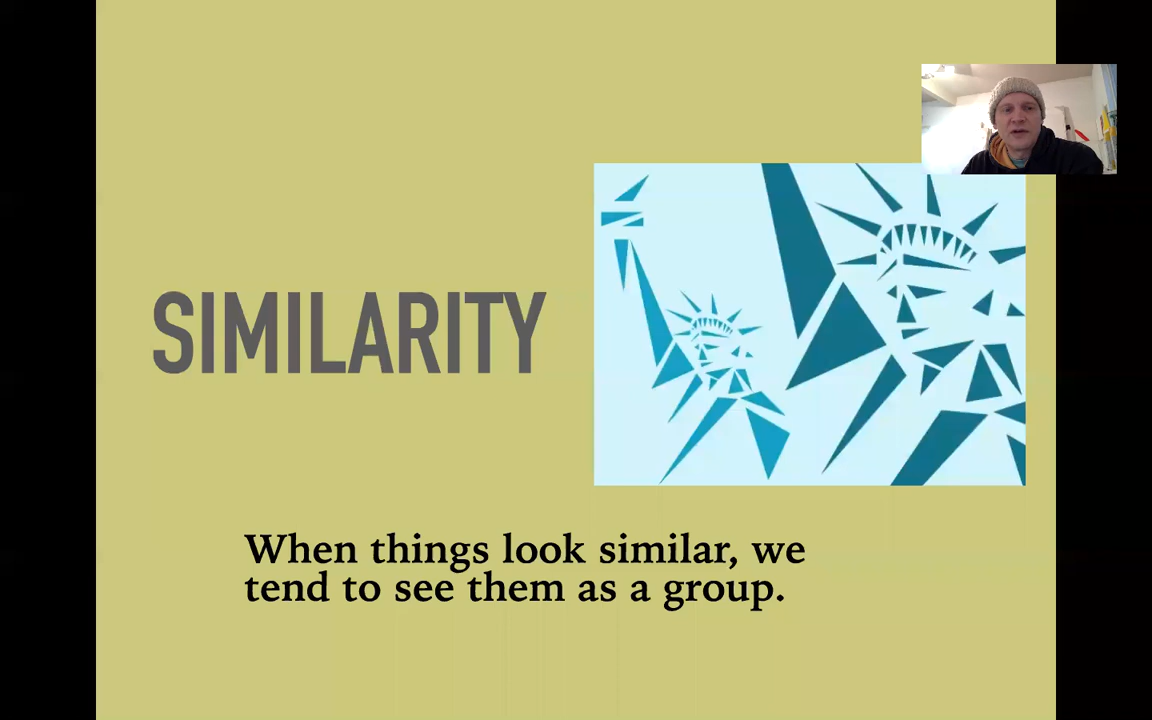 SIMILARITY
When things look similar, we
tend to see them as a group.